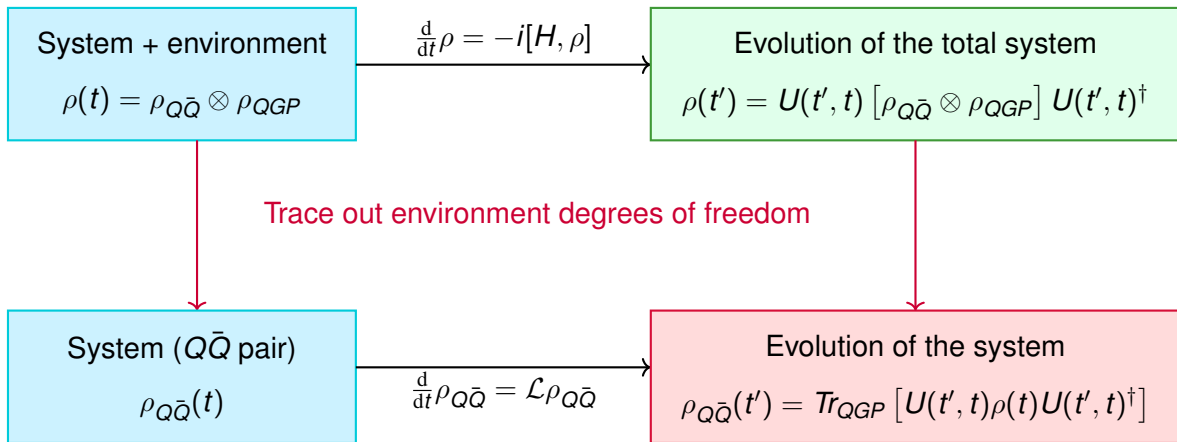 System + environment
ρ(t) = ρ_{QQ̄} ⊗ ρ_{QGP}
d/dt ρ = −i[H, ρ]
Evolution of the total system
ρ(t′) = U(t′, t) [ρ_{QQ̄} ⊗ ρ_{QGP}] U(t′, t)^†
Trace out environment degrees of freedom
System (QQ̄ pair)
ρ_{QQ̄}(t)
d/dt ρ_{QQ̄} = ℒρ_{QQ̄}
Evolution of the system
ρ_{QQ̄}(t′) = Tr_{QGP} [U(t′, t)ρ(t)U(t′, t)^†]